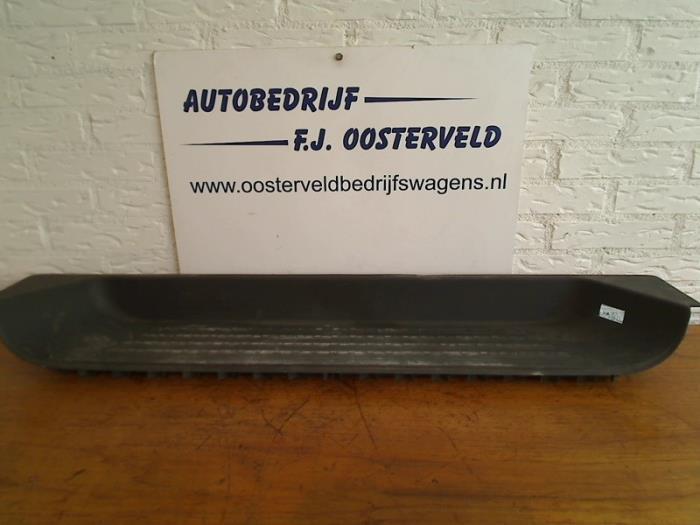 AUTOBEDRIJF
F.J. OOSTERVELD
www.oosterveldbedrijfswagens.nl